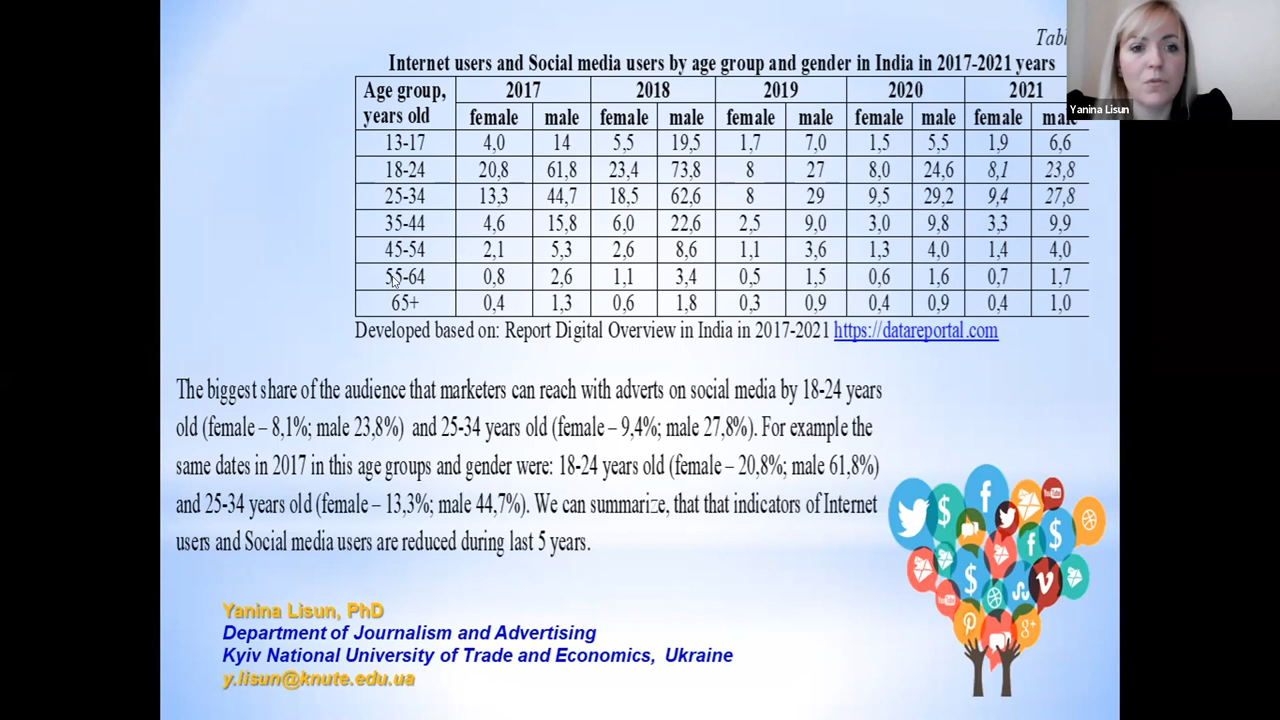 Tabl
Internet users and Social media users by age group and gender in India in 2017-2021 years
Age group, years old 2017 2018 2019 2020 2021
female male female male female male female male female male
13-17 4,0 14 5,5 19,5 1,7 7,0 1,5 5,5 1,9 6,6
18-24 20,8 61,8 23,4 73,8 8 27 8,0 24,6 8,1 23,8
25-34 13,3 44,7 18,5 62,6 8 29 9,5 29,2 9,4 27,8
35-44 4,6 15,8 6,0 22,6 2,5 9,0 3,0 9,8 3,3 9,9
45-54 2,1 5,3 2,6 8,6 1,1 3,6 1,3 4,0 1,4 4,0
55-64 0,8 2,6 1,1 3,4 0,5 1,5 0,6 1,6 0,7 1,7
65+ 0,4 1,3 0,6 1,8 0,3 0,9 0,4 0,9 0,4 1,0
Developed based on: Report Digital Overview in India in 2017-2021 https://datareportal.com
The biggest share of the audience that marketers can reach with adverts on social media by 18-24 years
old (female – 8,1%; male 23,8%) and 25-34 years old (female – 9,4%; male 27,8%). For example the
same dates in 2017 in this age groups and gender were: 18-24 years old (female – 20,8%; male 61,8%)
and 25-34 years old (female – 13,3%; male 44,7%). We can summarize, that that indicators of Internet
users and Social media users are reduced during last 5 years.
Yanina Lisun, PhD
Department of Journalism and Advertising
Kyiv National University of Trade and Economics, Ukraine
y.lisun@knute.edu.ua
Yanina Lisun